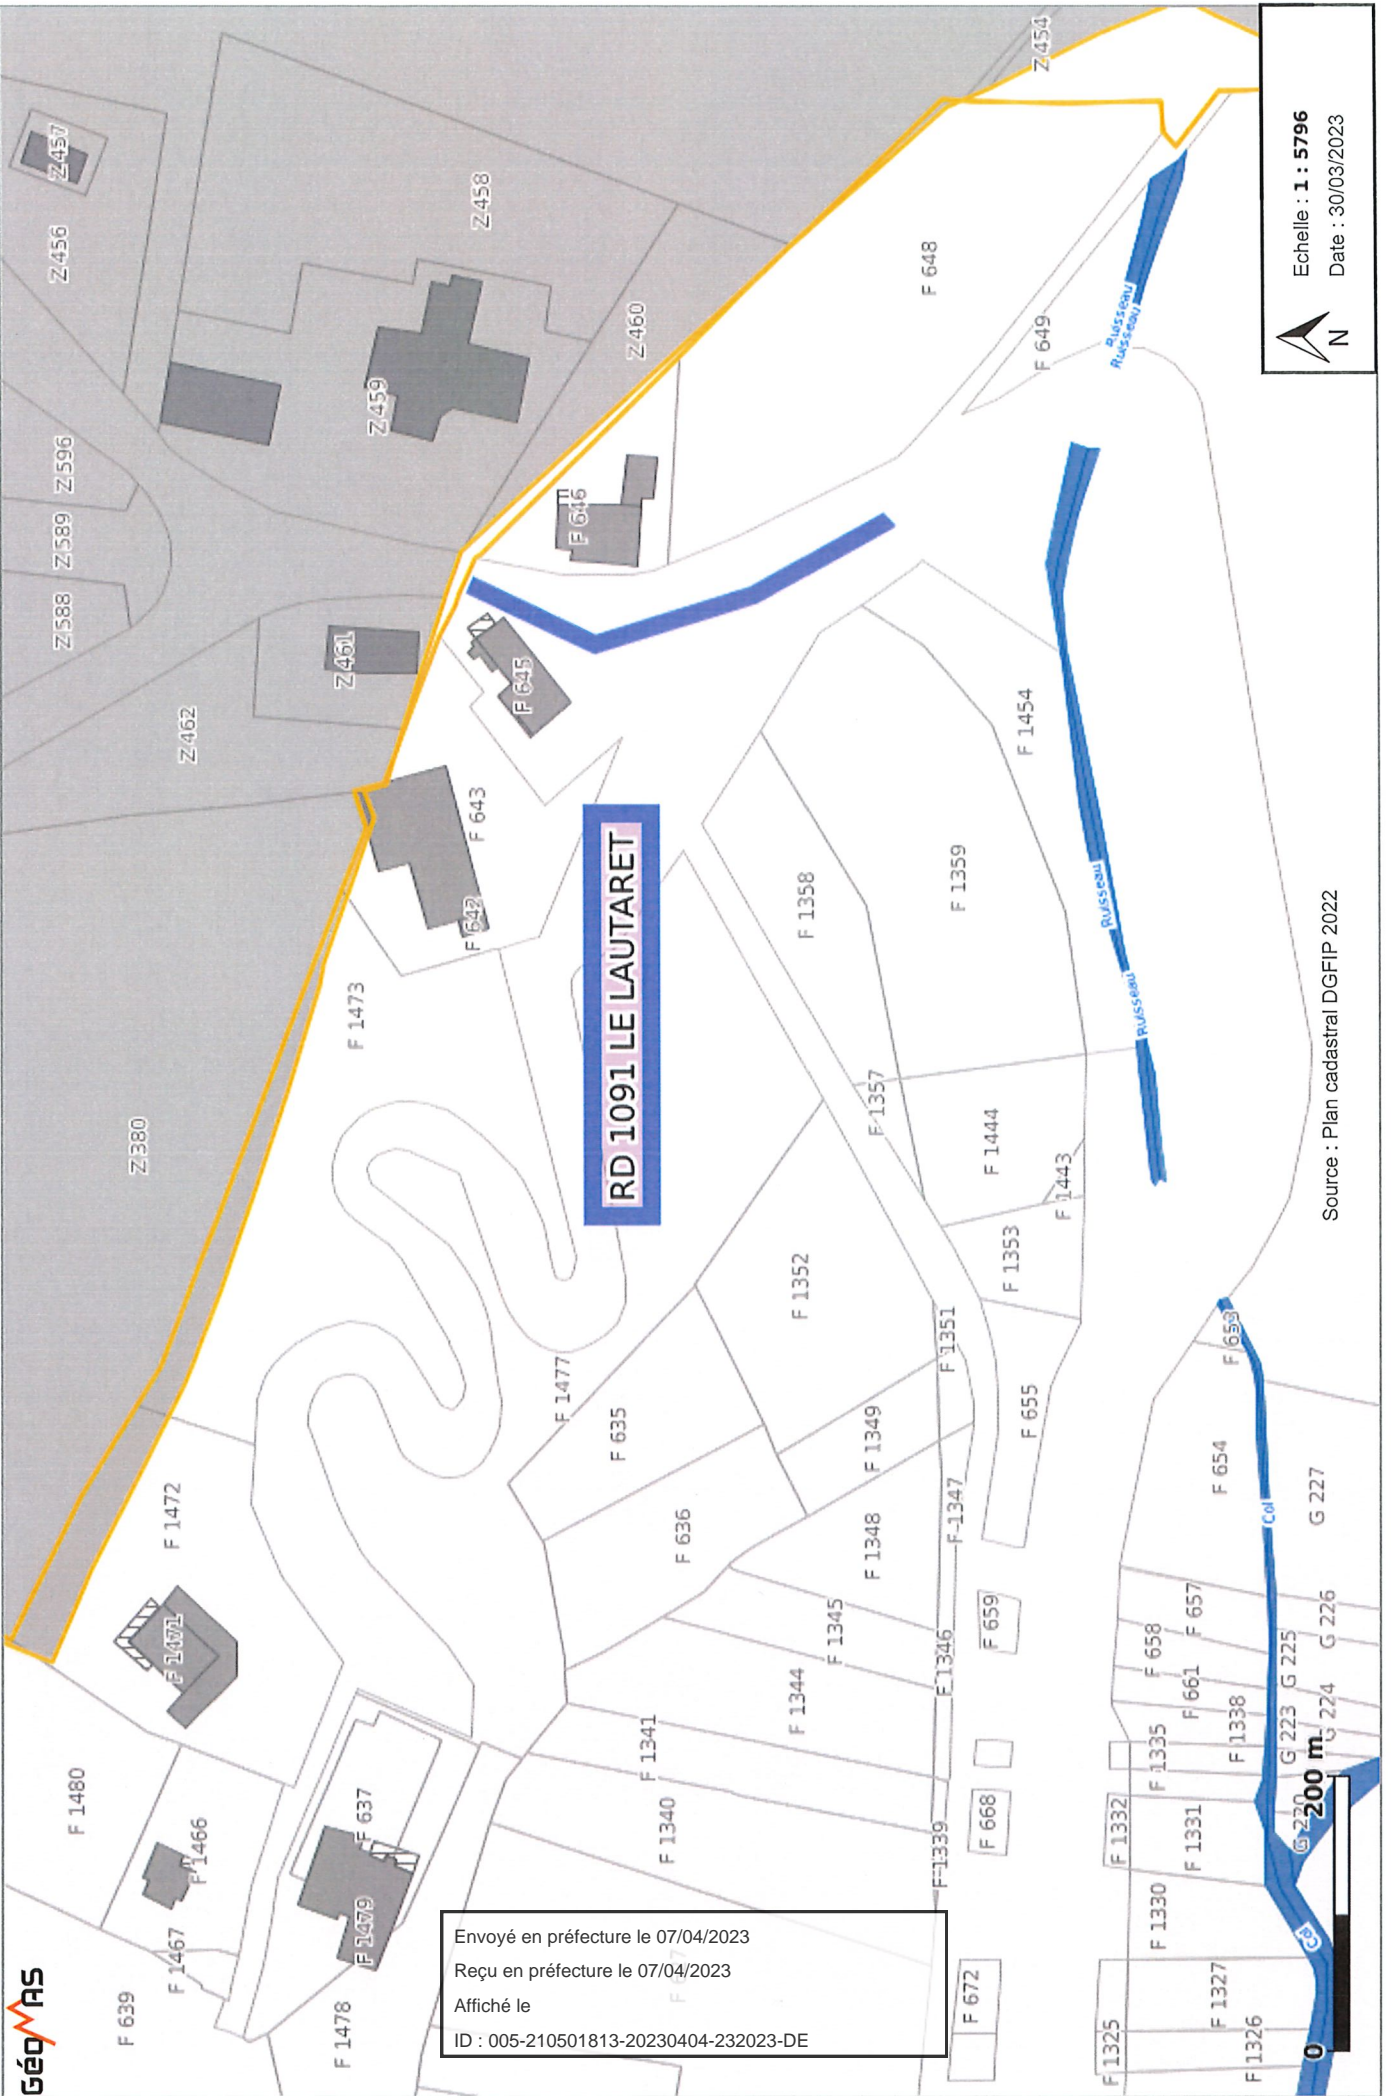 GéoMAS
F 639
F 1467
F 1466
F 1480
F 1478
F 1479
F 637
F 1471
F 1472
Z 380
F 1473
Z 462
Z 588
Z 589
Z 596
Z 456
Z 457
Z 461
Z 459
Z 458
Z 460
Z 454
F 642
F 643
F 645
F 646
F 648
F 649
RD 1091 LE LAUTARET
F 1477
F 635
F 636
F 1352
F 1358
F 1359
F 1454
F 1357
F 1444
F 1443
F 1353
F 1351
F 1349
F 1348
F 1347
F 655
F 1345
F 1346
F 1344
F 1341
F 1340
F 1339
F 659
F 668
F 672
F 653
F 654
G 227
F 657
F 658
F 661
G 226
G 225
G 224
G 223
F 1338
F 1335
F 1332
F 1331
F 1330
F 1327
F 1326
F 1325
Ruisseau
Ruisseau
Ruisseau
Ruisseau
Col
0
200 m
Source : Plan cadastral DGFIP 2022
N
Echelle : 1 : 5796
Date : 30/03/2023
Envoyé en préfecture le 07/04/2023
Reçu en préfecture le 07/04/2023
Affiché le
ID : 005-210501813-20230404-232023-DE